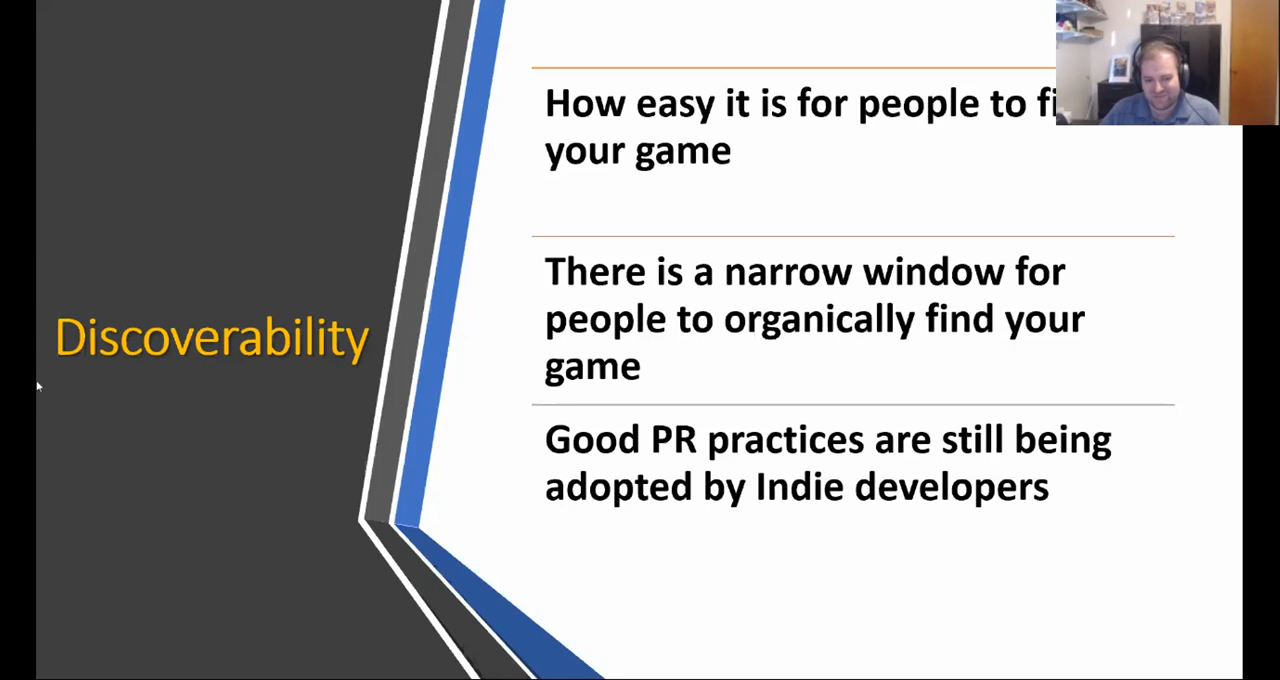 Discoverability
How easy it is for people to
your game
There is a narrow window for
people to organically find your
game
Good PR practices are still being
adopted by Indie developers